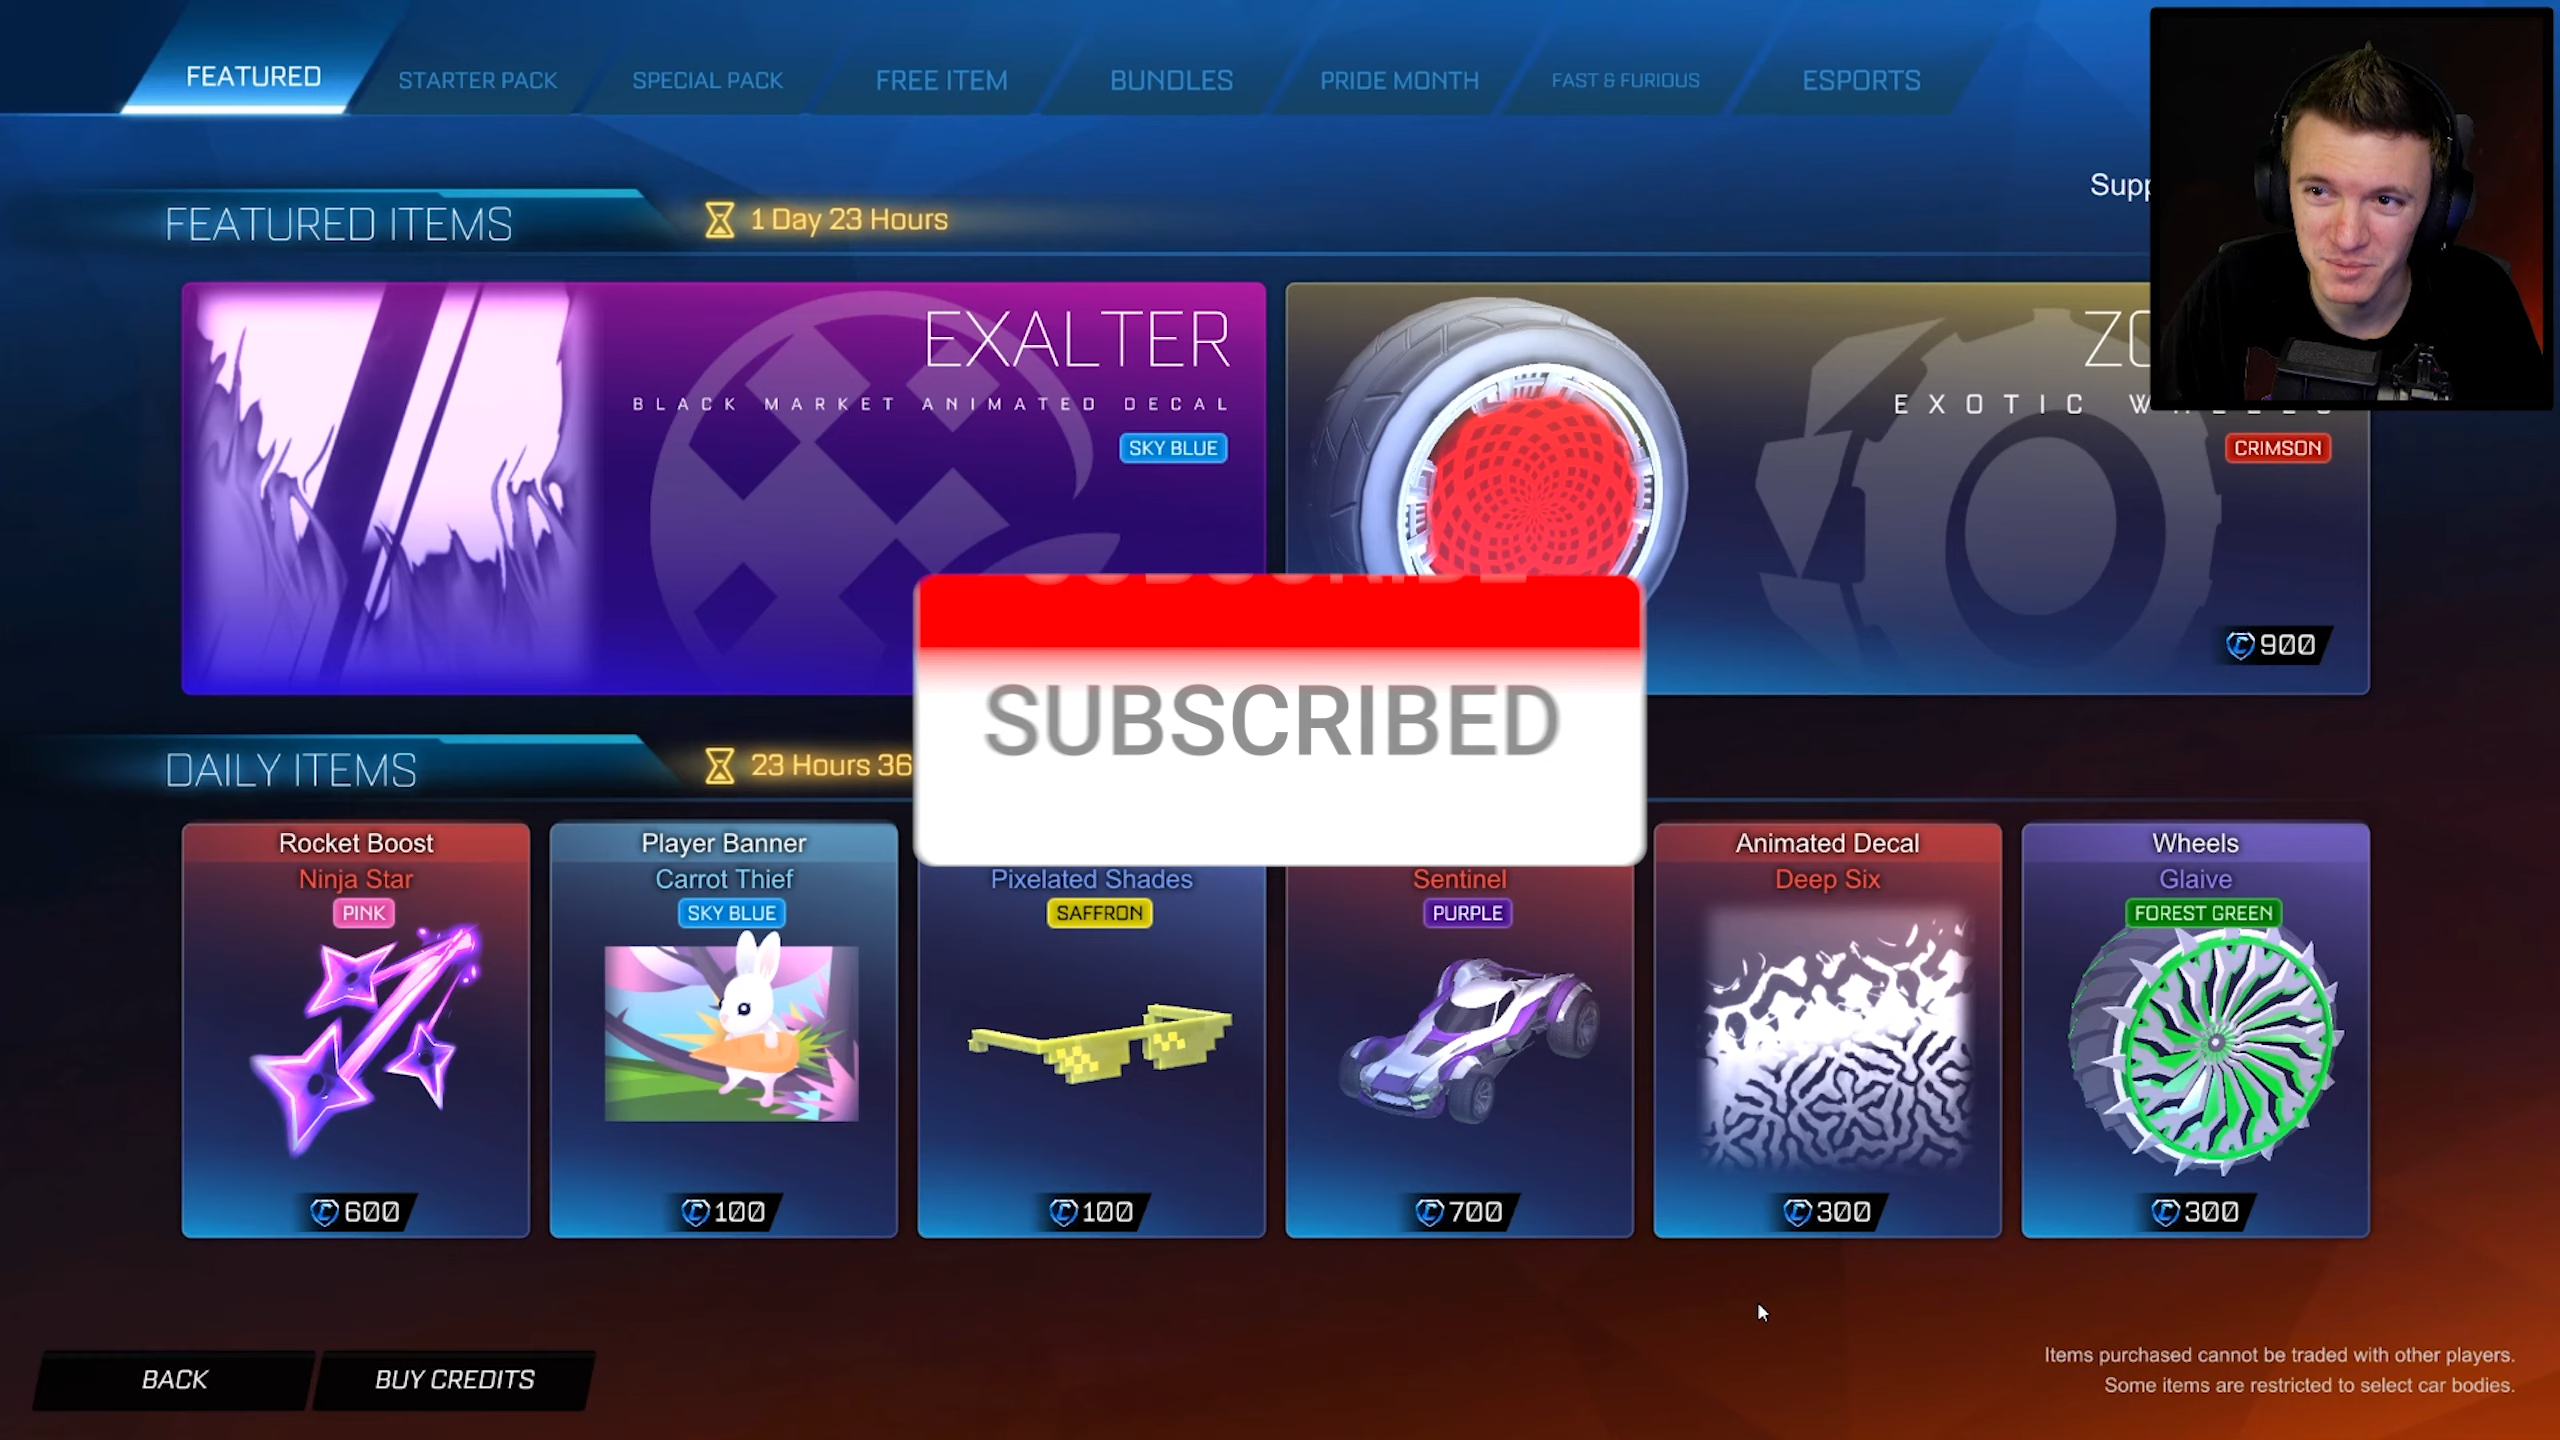 FEATURED
STARTER PACK
SPECIAL PACK
FREE ITEM
BUNDLES
PRIDE MONTH
FAST & FURIOUS
ESPORTS
FEATURED ITEMS
1 Day 23 Hours
EXALTER
BLACK MARKET ANIMATED DECAL
SKY BLUE
EXOTIC
CRIMSON
900
SUBSCRIBED
DAILY ITEMS
23 Hours 36
Rocket Boost
Ninja Star
PINK
600
Player Banner
Carrot Thief
SKY BLUE
100
Pixelated Shades
SAFFRON
100
Sentinel
PURPLE
700
Animated Decal
Deep Six
300
Wheels
Glaive
FOREST GREEN
300
BACK
BUY CREDITS
Items purchased cannot be traded with other players.
Some items are restricted to select car bodies.